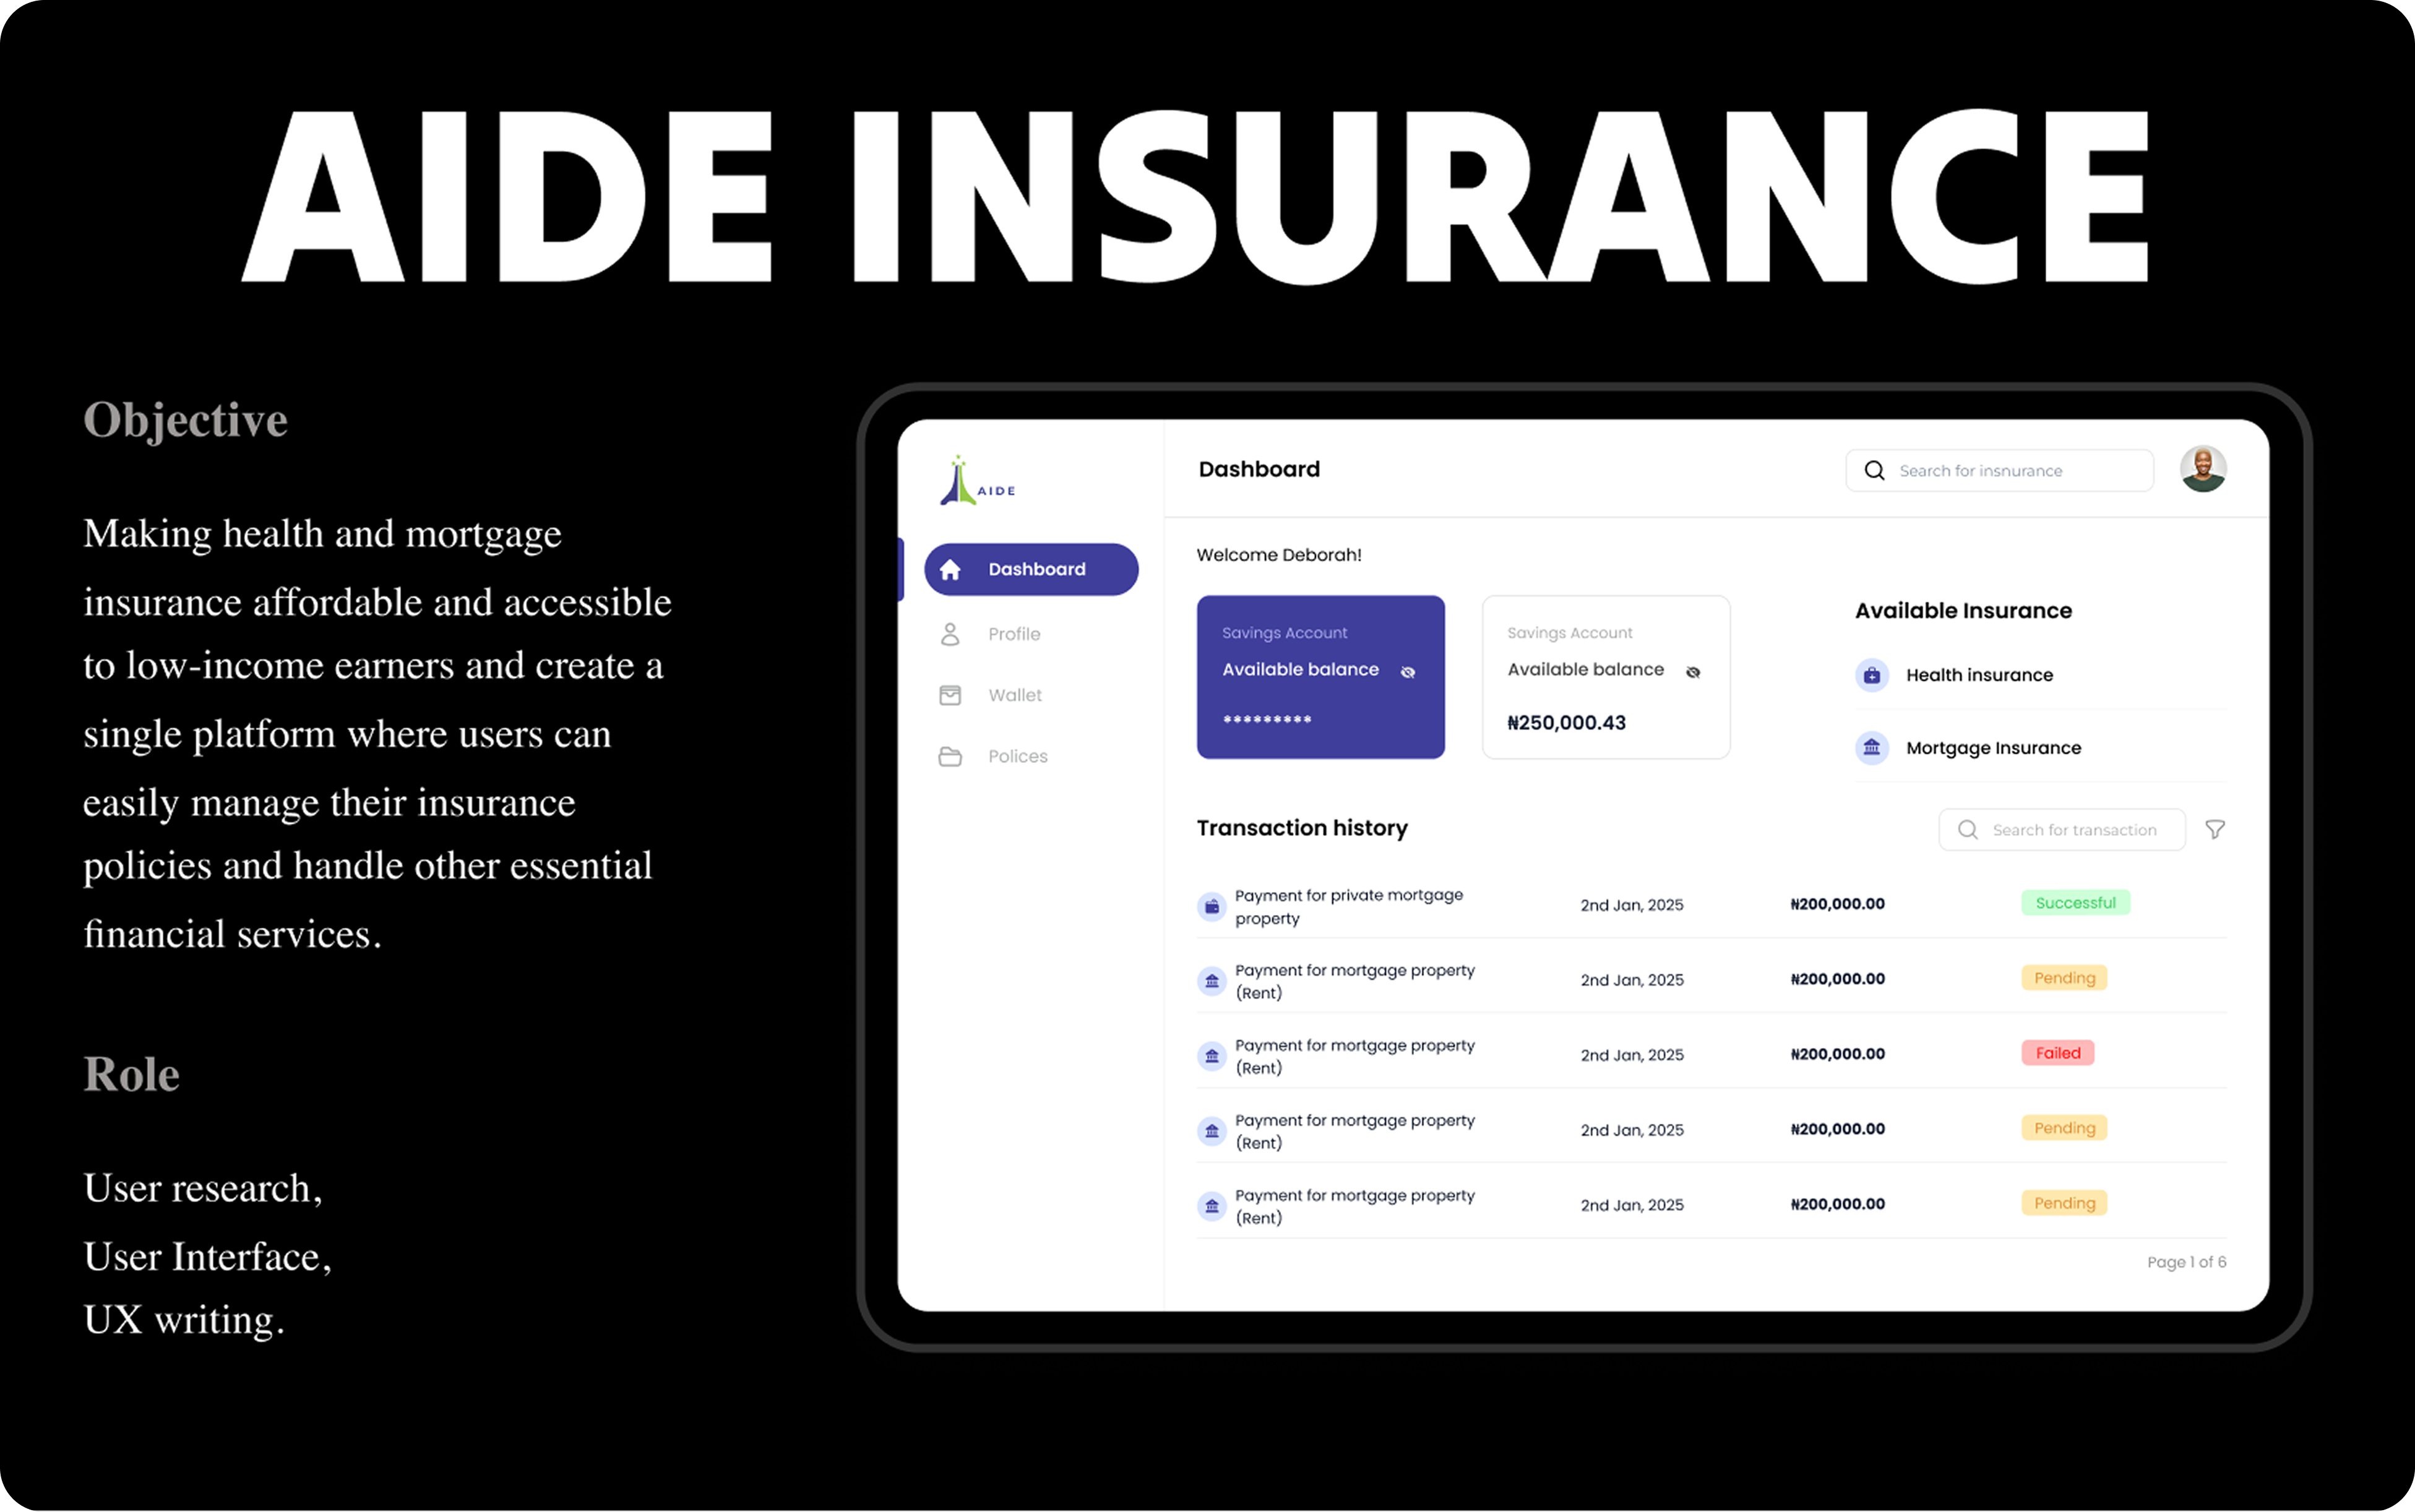 AIDE INSURANCE
Objective
Making health and mortgage
insurance affordable and accessible
to low-income earners and create a
single platform where users can
easily manage their insurance
policies and handle other essential
financial services.
Role
User research,
User Interface,
UX writing.
AIDE
Dashboard
Profile
Wallet
Polices
Dashboard
Search for insnurance
Welcome Deborah!
Savings Account
Available balance
*********
Savings Account
Available balance
₦250,000.43
Available Insurance
Health insurance
Mortgage Insurance
Transaction history
Search for transaction
Payment for private mortgage
property
2nd Jan, 2025
₦200,000.00
Successful
Payment for mortgage property
(Rent)
2nd Jan, 2025
₦200,000.00
Pending
Payment for mortgage property
(Rent)
2nd Jan, 2025
₦200,000.00
Failed
Payment for mortgage property
(Rent)
2nd Jan, 2025
₦200,000.00
Pending
Payment for mortgage property
(Rent)
2nd Jan, 2025
₦200,000.00
Pending
Page 1 of 6